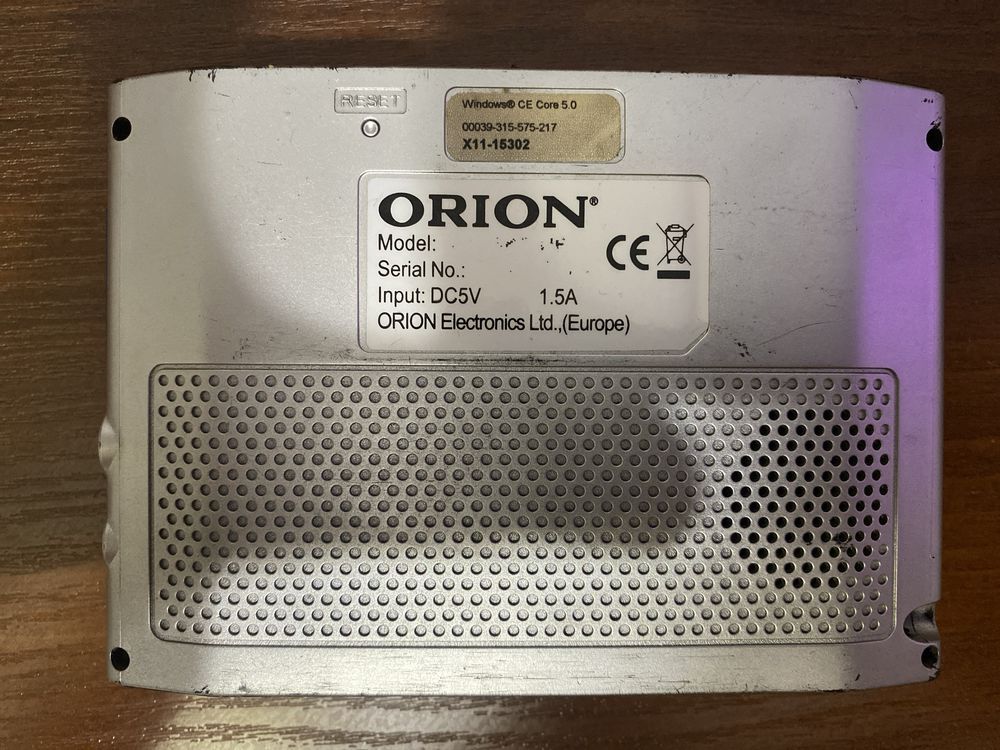 RESET
Windows® CE Core 5.0
00039-315-575-217
X11-15302
ORION®
Model:
Serial No.:
Input: DC5V 1.5A
ORION Electronics Ltd.,(Europe)
CE